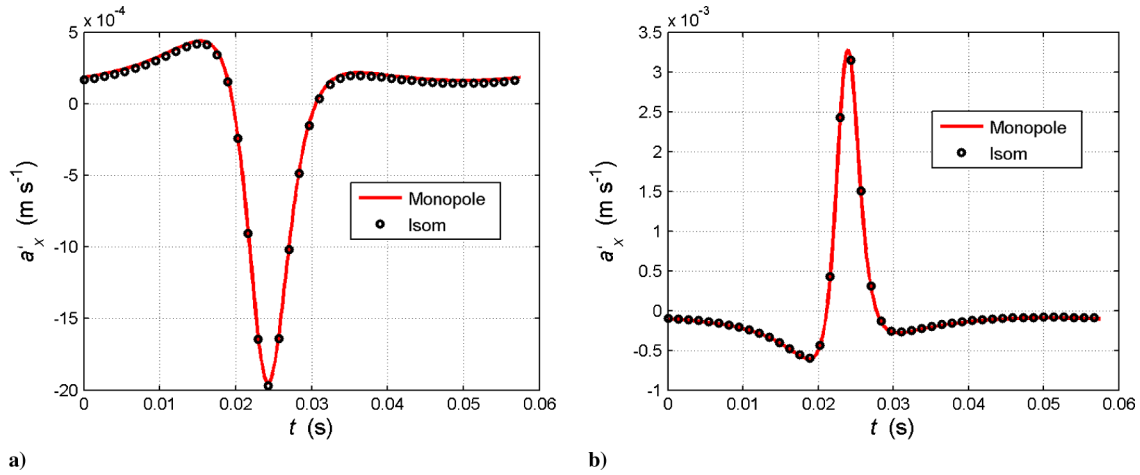 × 10⁻⁴
5
0
-5
-10
-15
-20
0 0.01 0.02 0.03 0.04 0.05 0.06
t (s)
a'ₓ (m s⁻¹)
Monopole
Isom
a)
× 10⁻³
3.5
3
2.5
2
1.5
1
0.5
0
-0.5
-1
0 0.01 0.02 0.03 0.04 0.05 0.06
t (s)
a'ₓ (m s⁻¹)
Monopole
Isom
b)